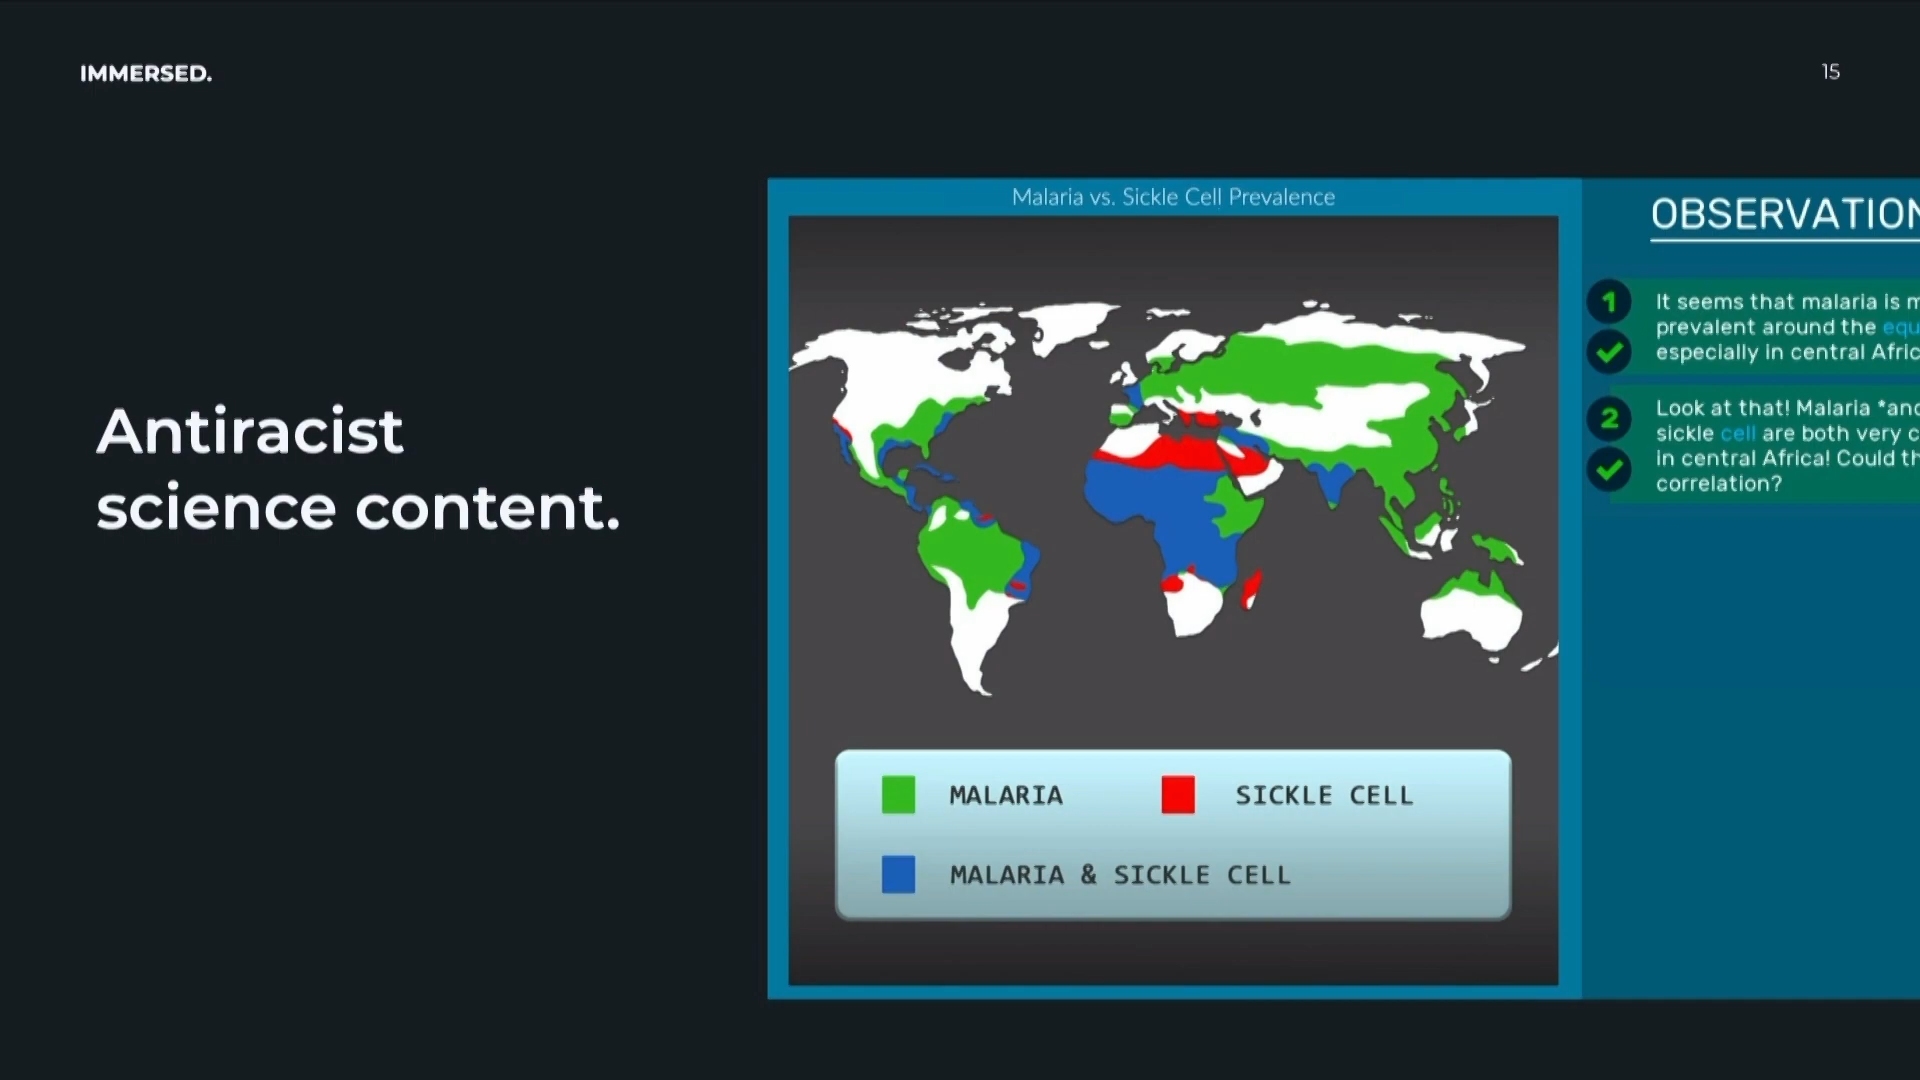 IMMERSED.
15
Antiracist
science content.
Malaria vs. Sickle Cell Prevalence
MALARIA
SICKLE CELL
MALARIA & SICKLE CELL
OBSERVATION
1
It seems that malaria is
prevalent around the
especially in central
2
Look at that! Malaria
sickle cell are both very
in central Africa! Could
correlation?